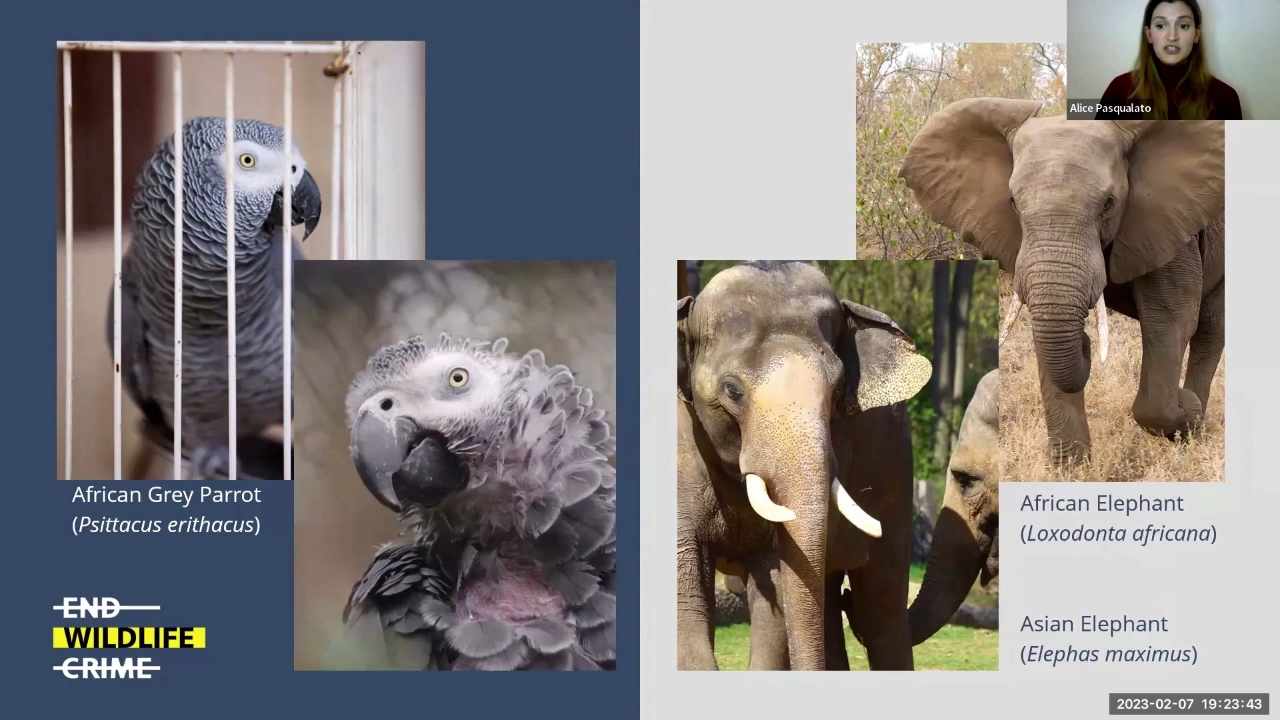 Alice Pasqualato
African Grey Parrot
(Psittacus erithacus)
END
WILDLIFE
CRIME
African Elephant
(Loxodonta africana)
Asian Elephant
(Elephas maximus)
2023-02-07 19:23:43